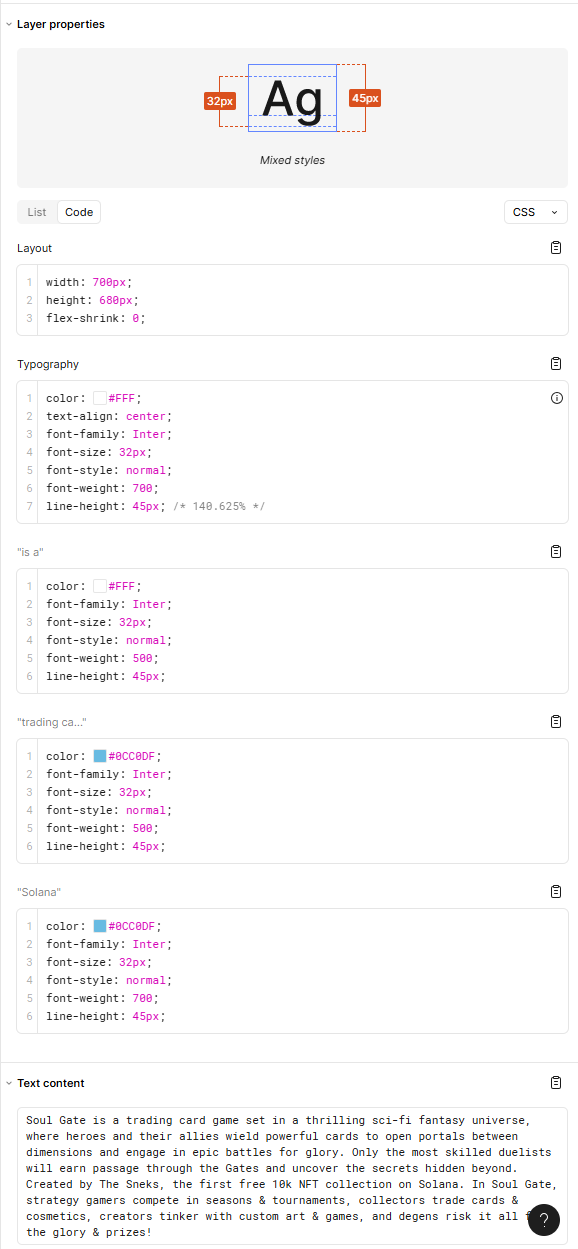 Layer properties
32px
Ag
45px
Mixed styles
List
Code
CSS
Layout
1 width: 700px;
2 height: 680px;
3 flex-shrink: 0;
Typography
1 color: #FFF;
2 text-align: center;
3 font-family: Inter;
4 font-size: 32px;
5 font-style: normal;
6 font-weight: 700;
7 line-height: 45px; /* 140.625% */
"is a"
1 color: #FFF;
2 font-family: Inter;
3 font-size: 32px;
4 font-style: normal;
5 font-weight: 500;
6 line-height: 45px;
"trading ca..."
1 color: #0CC0DF;
2 font-family: Inter;
3 font-size: 32px;
4 font-style: normal;
5 font-weight: 500;
6 line-height: 45px;
"Solana"
1 color: #0CC0DF;
2 font-family: Inter;
3 font-size: 32px;
4 font-style: normal;
5 font-weight: 700;
6 line-height: 45px;
Text content
Soul Gate is a trading card game set in a thrilling sci-fi fantasy universe,
where heroes and their allies wield powerful cards to open portals between
dimensions and engage in epic battles for glory. Only the most skilled duelists
will earn passage through the Gates and uncover the secrets hidden beyond.
Created by The Sneks, the first free 10k NFT collection on Solana. In Soul Gate,
strategy gamers compete in seasons & tournaments, collectors trade cards &
cosmetics, creators tinker with custom art & games, and degens risk it all
the glory & prizes!
?